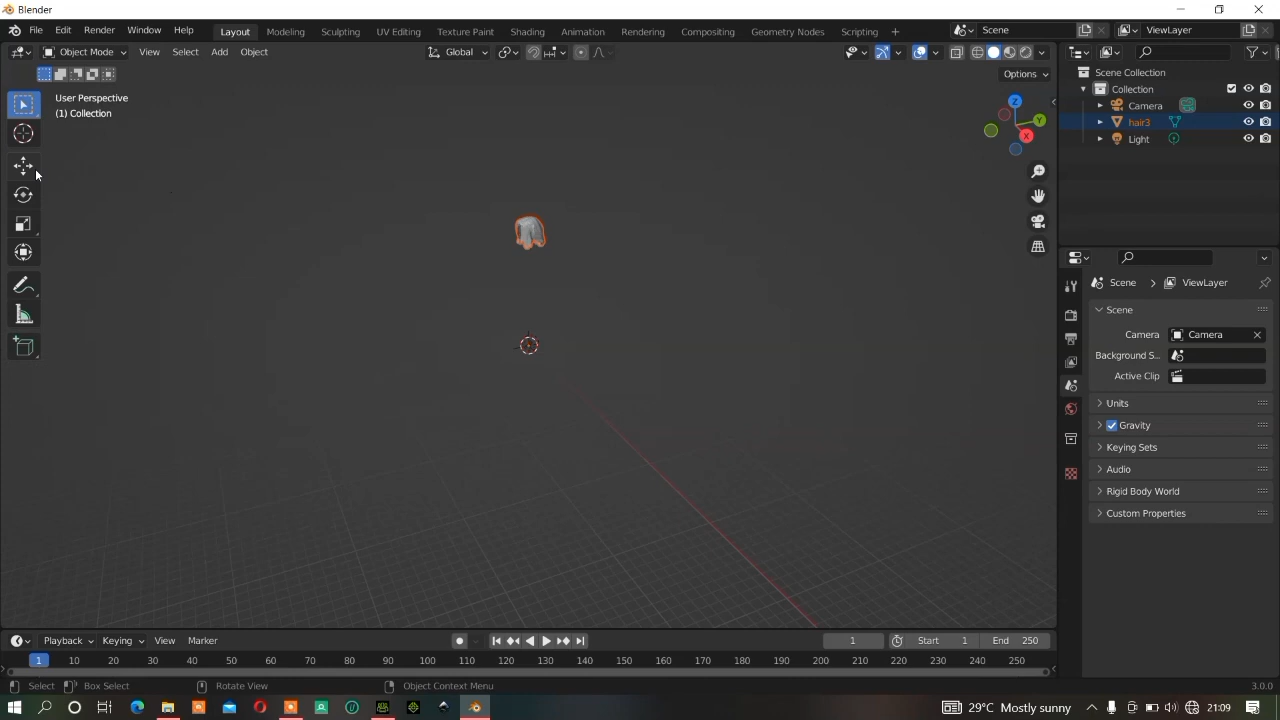 Blender
File Edit Render Window Help Layout Modeling Sculpting UV Editing Texture Paint Shading Animation Rendering Compositing Geometry Nodes Scripting + Scene ViewLayer
Object Mode View Select Add Object Global
Options
User Perspective
(1) Collection
Z
Y
X
Scene Collection
Collection
Camera
hair3
Light
Scene > ViewLayer
Scene
Camera Camera
Background S...
Active Clip
Units
Gravity
Keying Sets
Audio
Rigid Body World
Custom Properties
Playback Keying View Marker 1 Start 1 End 250
1 10 20 30 40 50 60 70 80 90 100 110 120 130 140 150 160 170 180 190 200 210 220 230 240 250
Select Box Select Rotate View Object Context Menu 3.0.0
29°C Mostly sunny 21:09